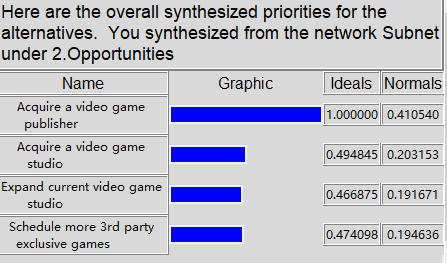 Here are the overall synthesized priorities for the
alternatives. You synthesized from the network Subnet
under 2.Opportunities
Name Graphic Ideals Normals
Acquire a video game
publisher
1.000000 0.410540
Acquire a video game
studio
0.494845 0.203153
Expand current video game
studio
0.466875 0.191671
Schedule more 3rd party
exclusive games
0.474098 0.194636